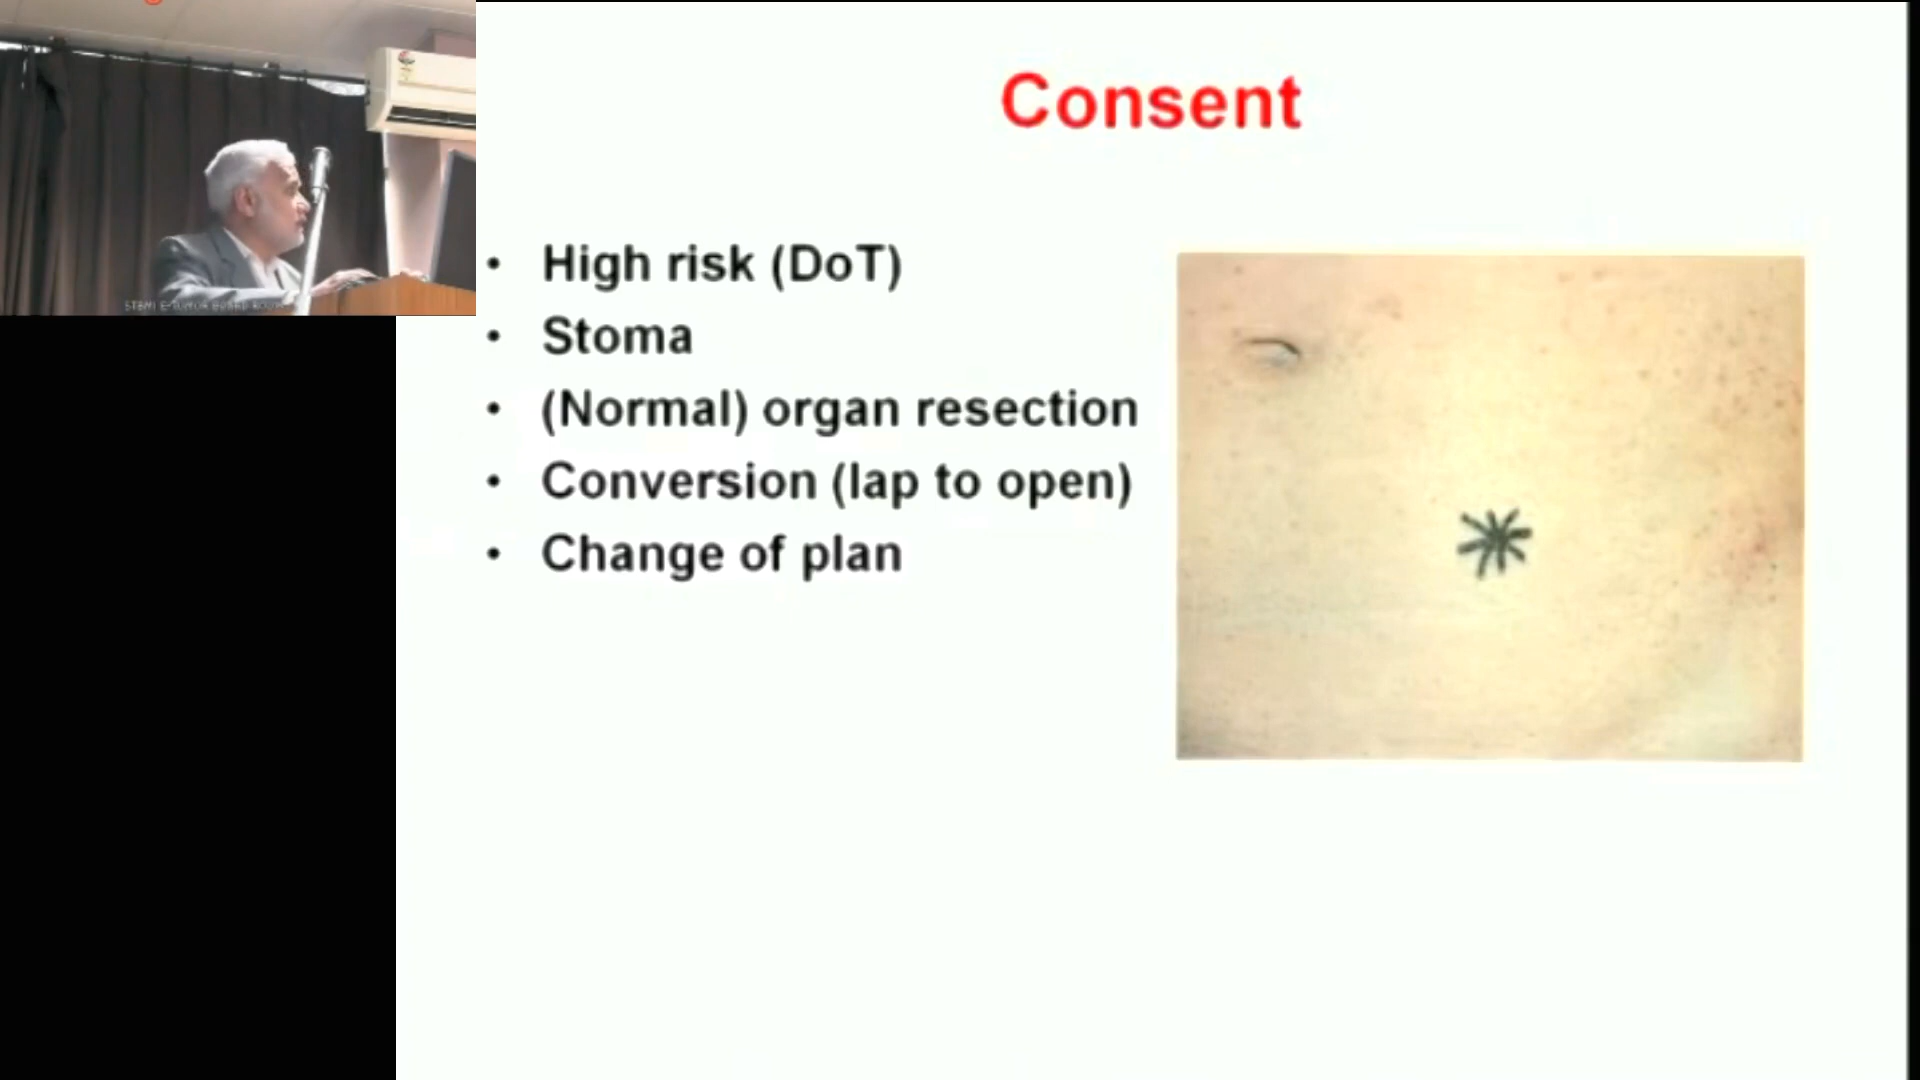 Consent
• High risk (DoT)
• Stoma
• (Normal) organ resection
• Conversion (lap to open)
• Change of plan